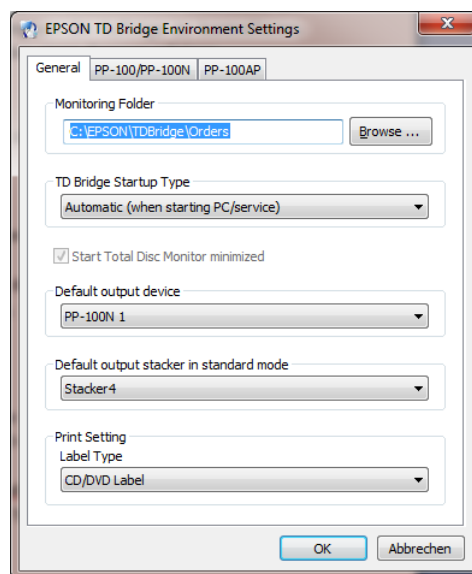 EPSON TD Bridge Environment Settings
General PP-100/PP-100N PP-100AP
Monitoring Folder
C:\EPSON\TDBridge\Orders Browse ...
TD Bridge Startup Type
Automatic (when starting PC/service)
Start Total Disc Monitor minimized
Default output device
PP-100N 1
Default output stacker in standard mode
Stacker4
Print Setting
Label Type
CD/DVD Label
OK Abbrechen